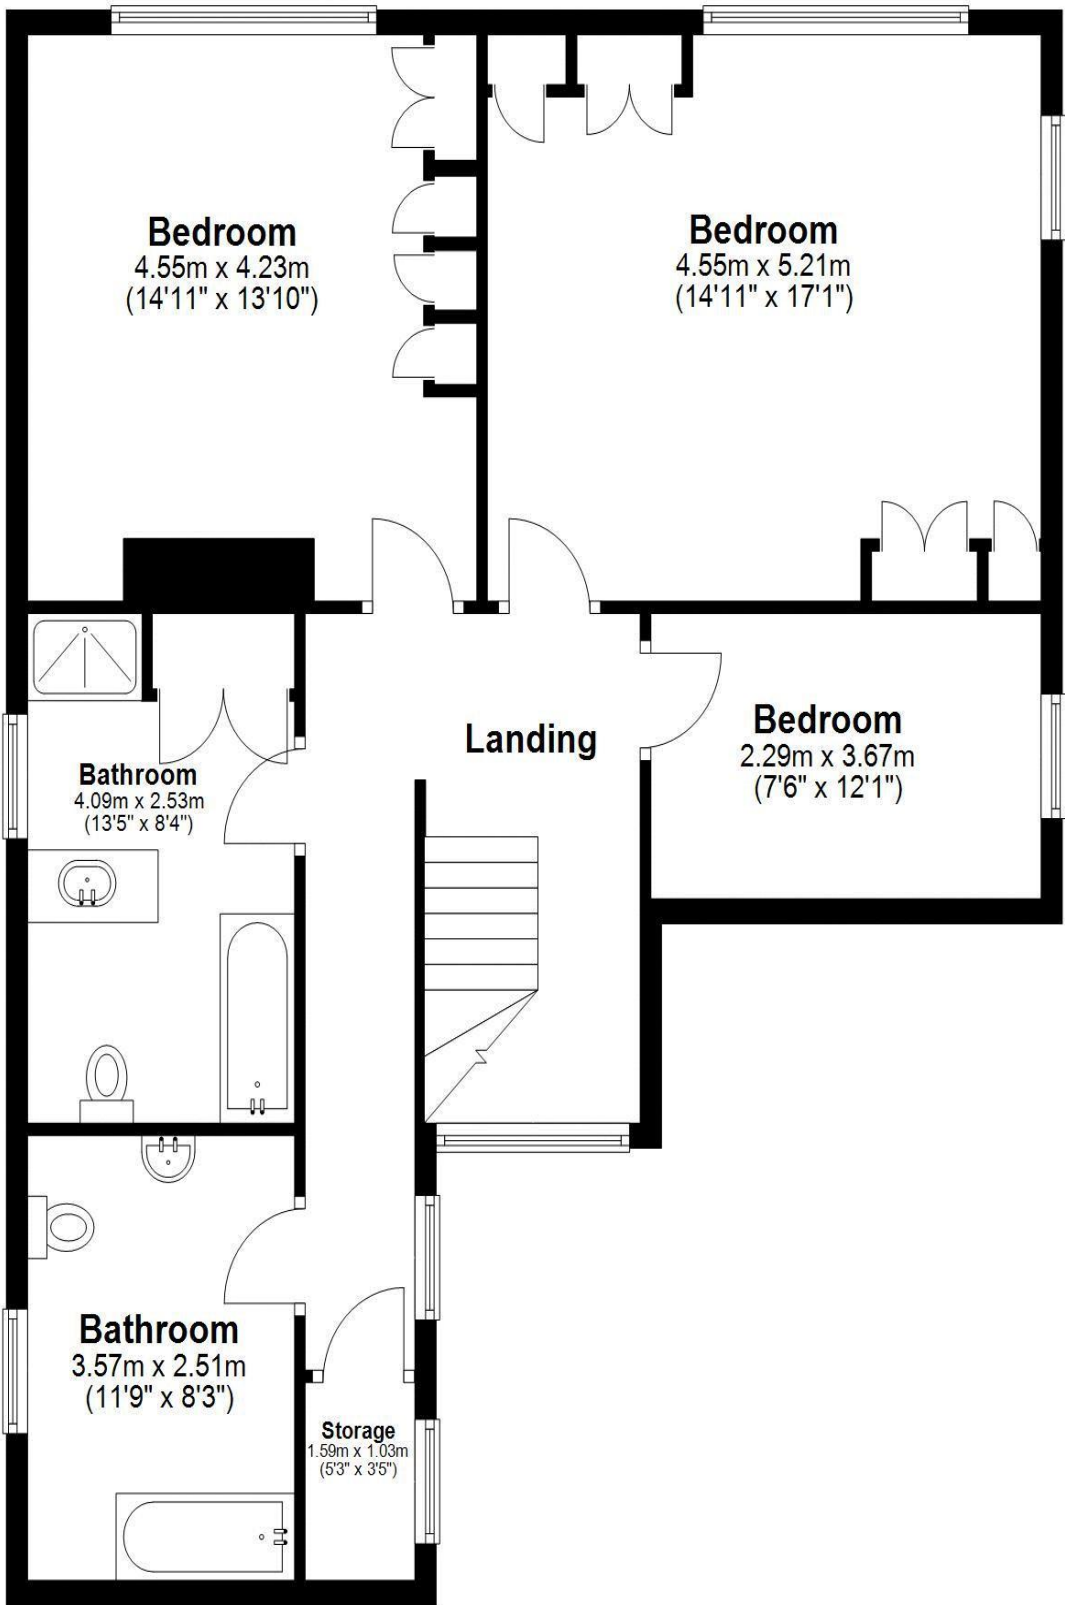 Bedroom
4.55m x 4.23m
(14'11" x 13'10")
Bedroom
4.55m x 5.21m
(14'11" x 17'1")
Landing
Bedroom
2.29m x 3.67m
(7'6" x 12'1")
Bathroom
4.09m x 2.53m
(13'5" x 8'4")
Bathroom
3.57m x 2.51m
(11'9" x 8'3")
Storage
1.59m x 1.03m
(5'3" x 3'5")